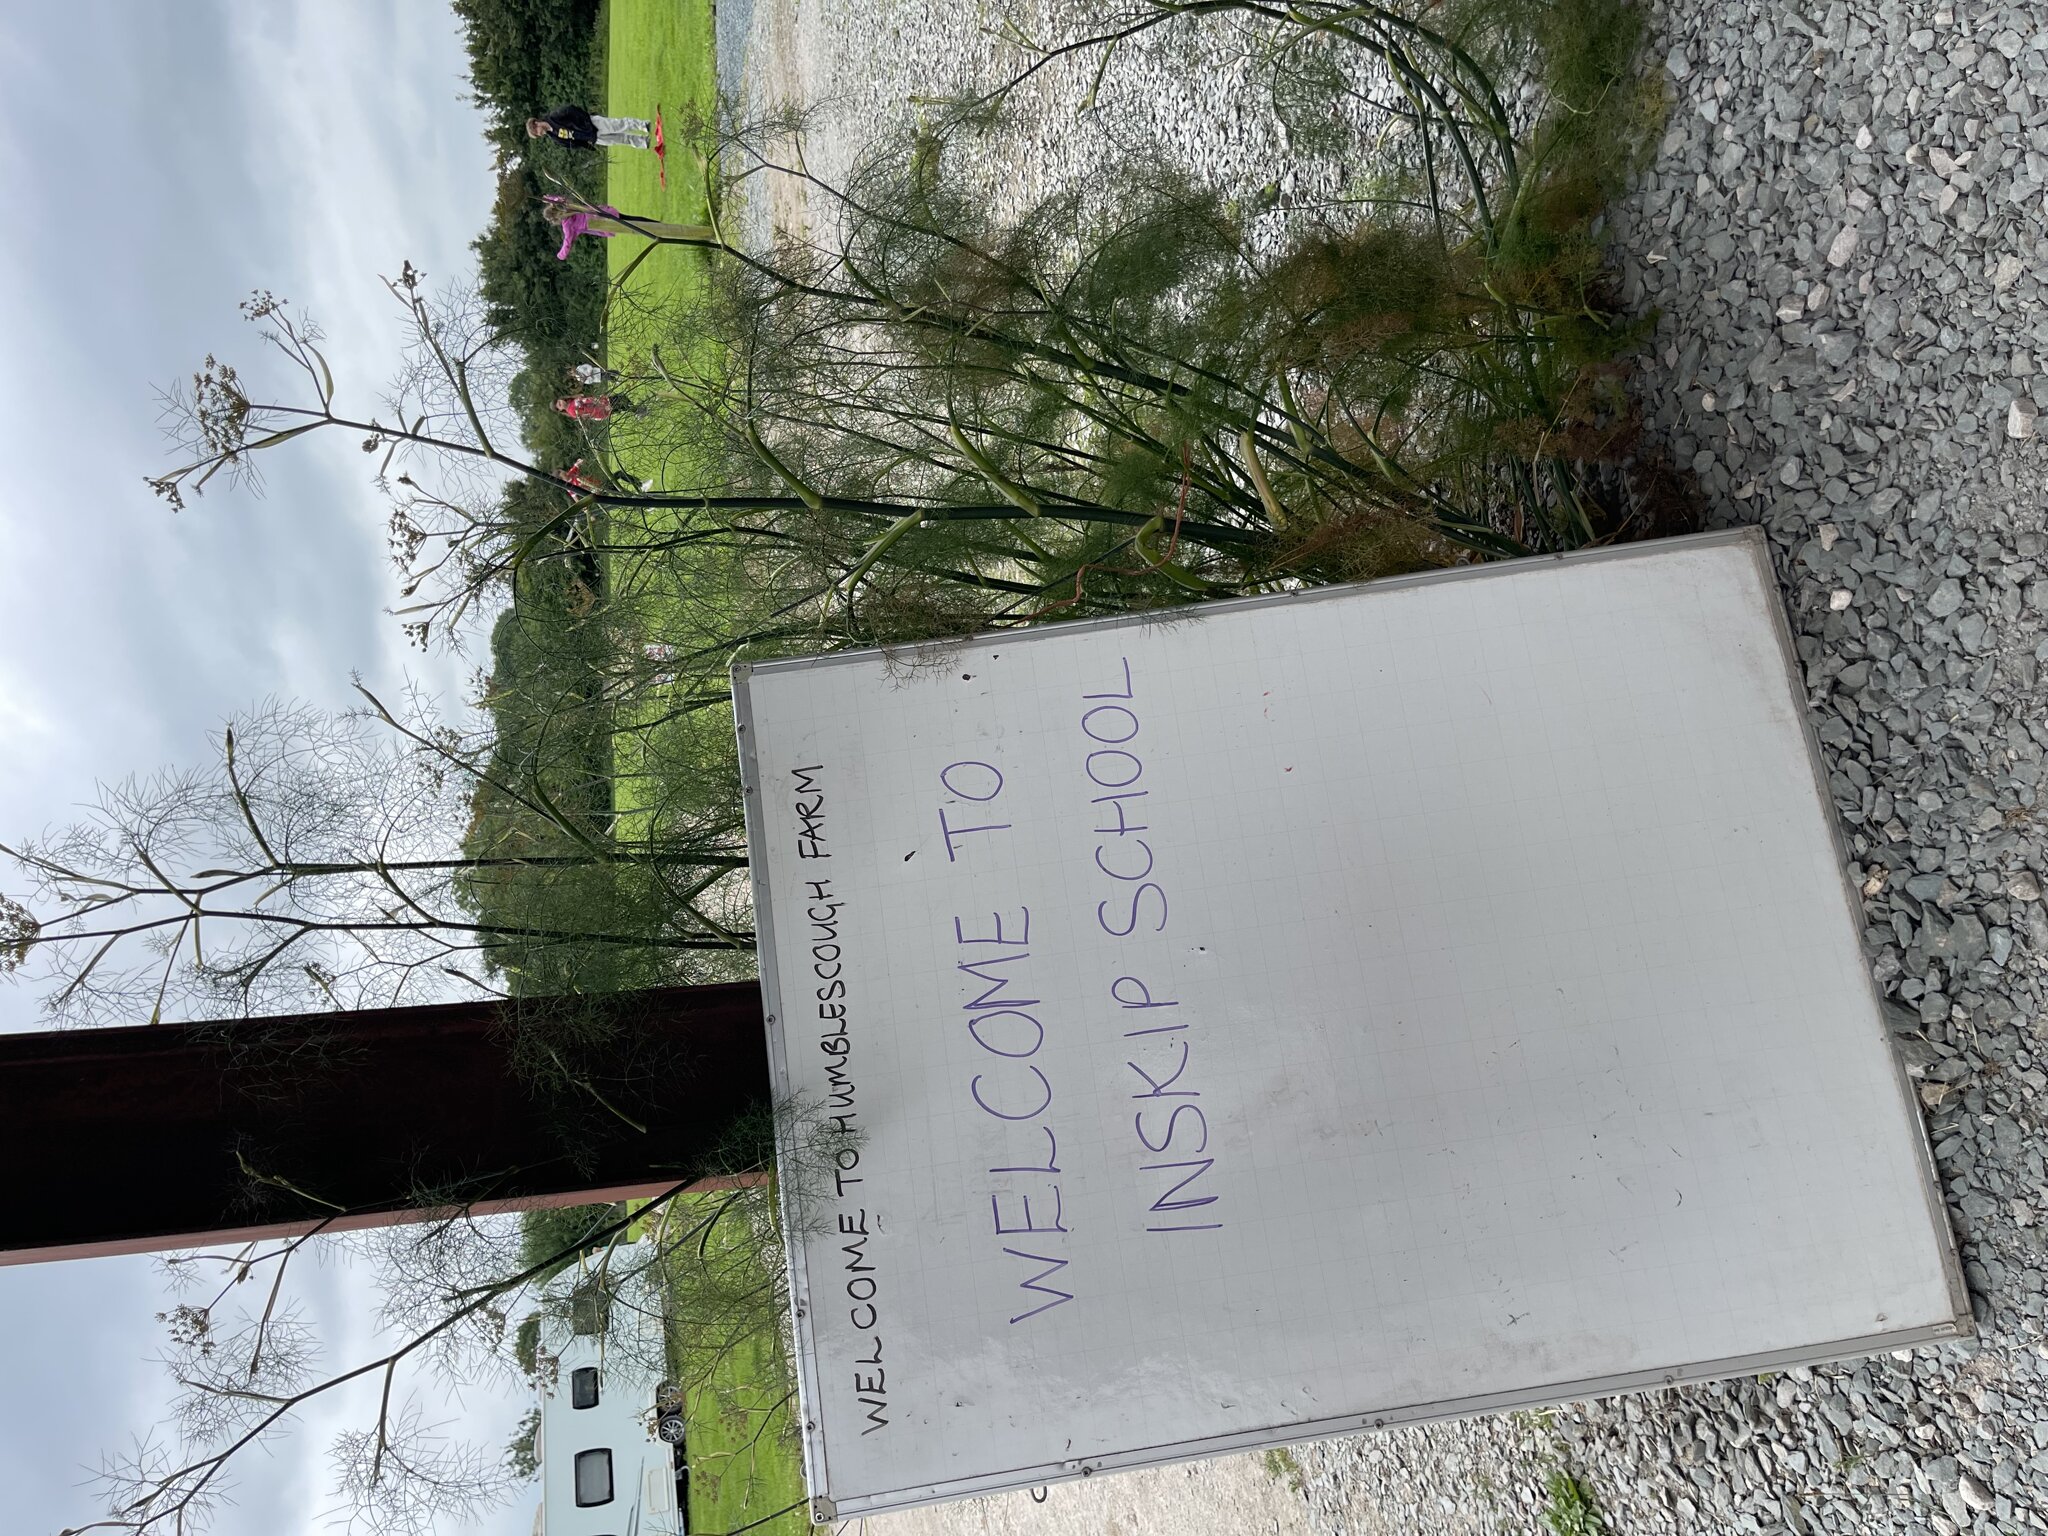 WELCOME TO HUMBLESCOUGH FARM
WELCOME TO
INSKIP SCHOOL